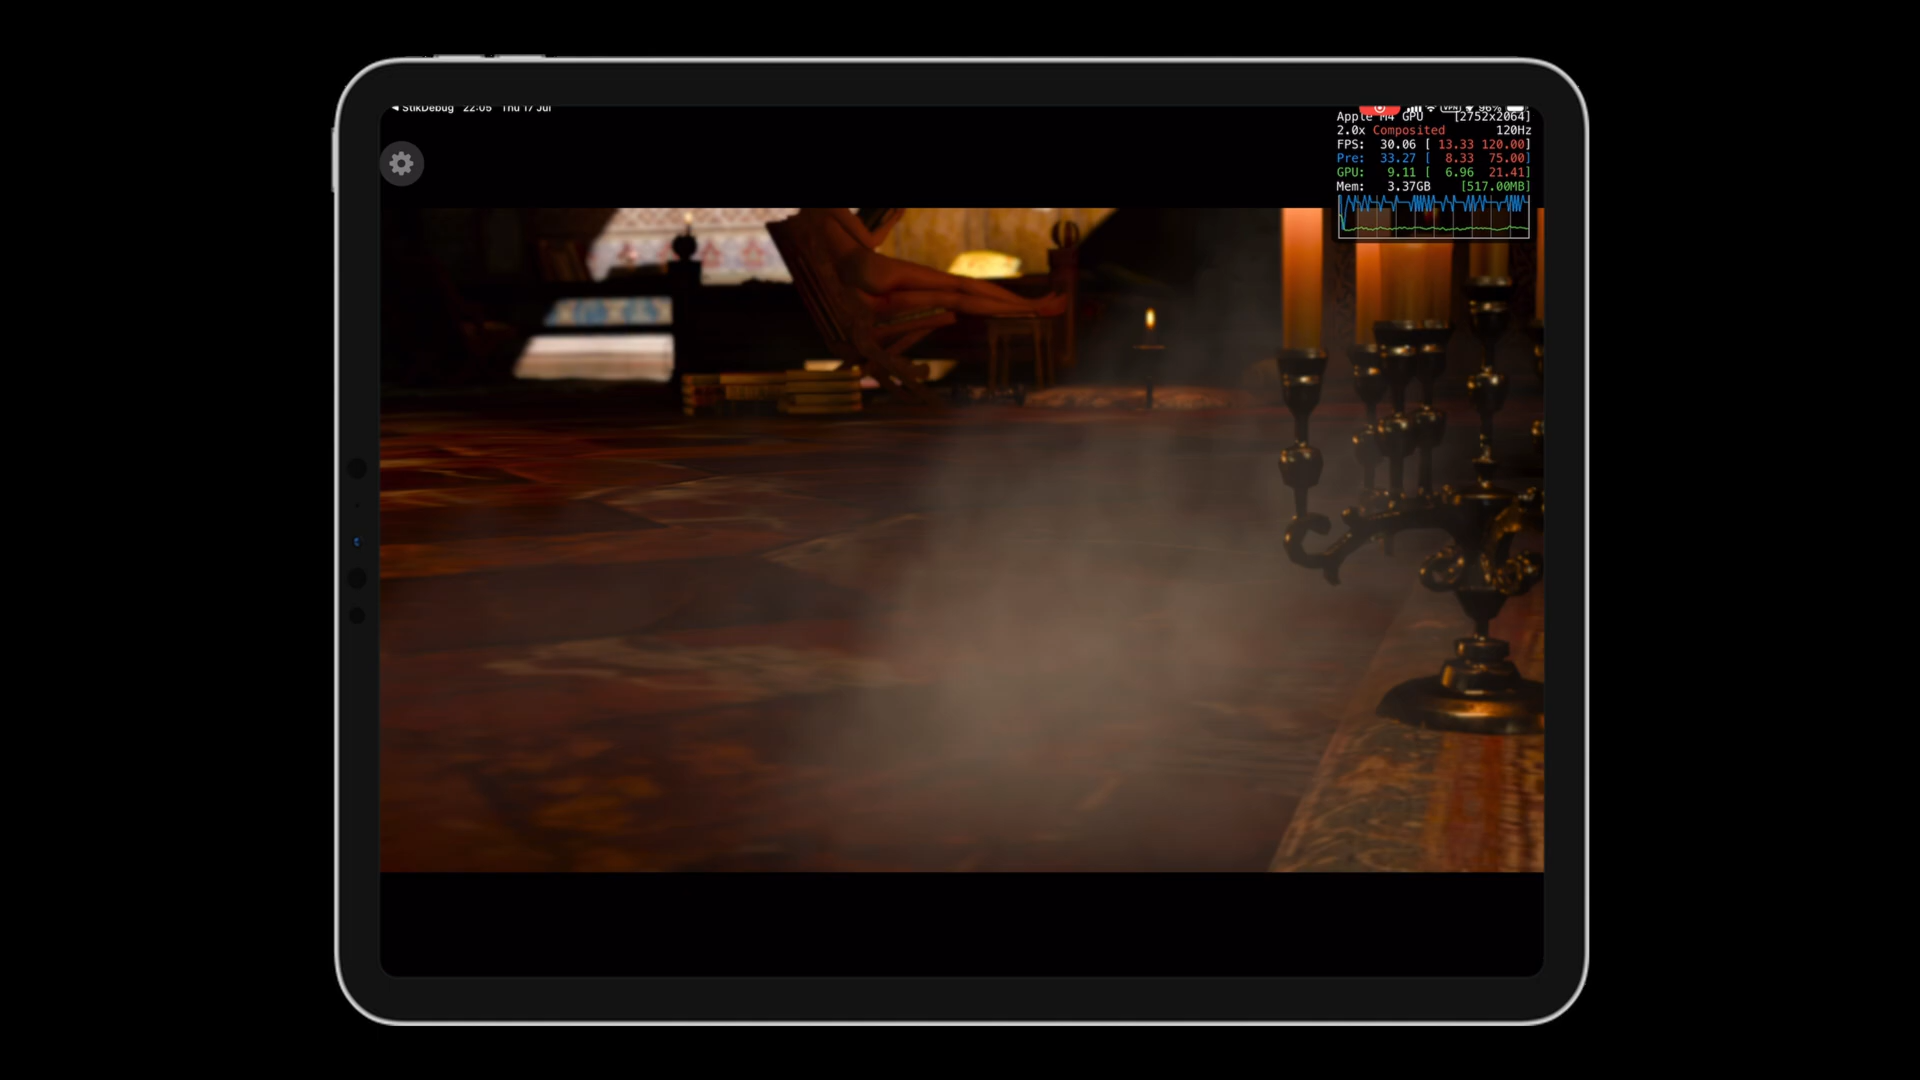 ◀ StikDebug 22:05 Thu 17 Jul
VPN 96%
Apple M4 GPU [2752x2064]
2.0x Composited 120Hz
FPS: 30.06 [ 13.33 120.00]
Pre: 33.27 [ 8.33 75.00]
GPU: 9.11 [ 6.96 21.41]
Mem: 3.37GB [517.00MB]